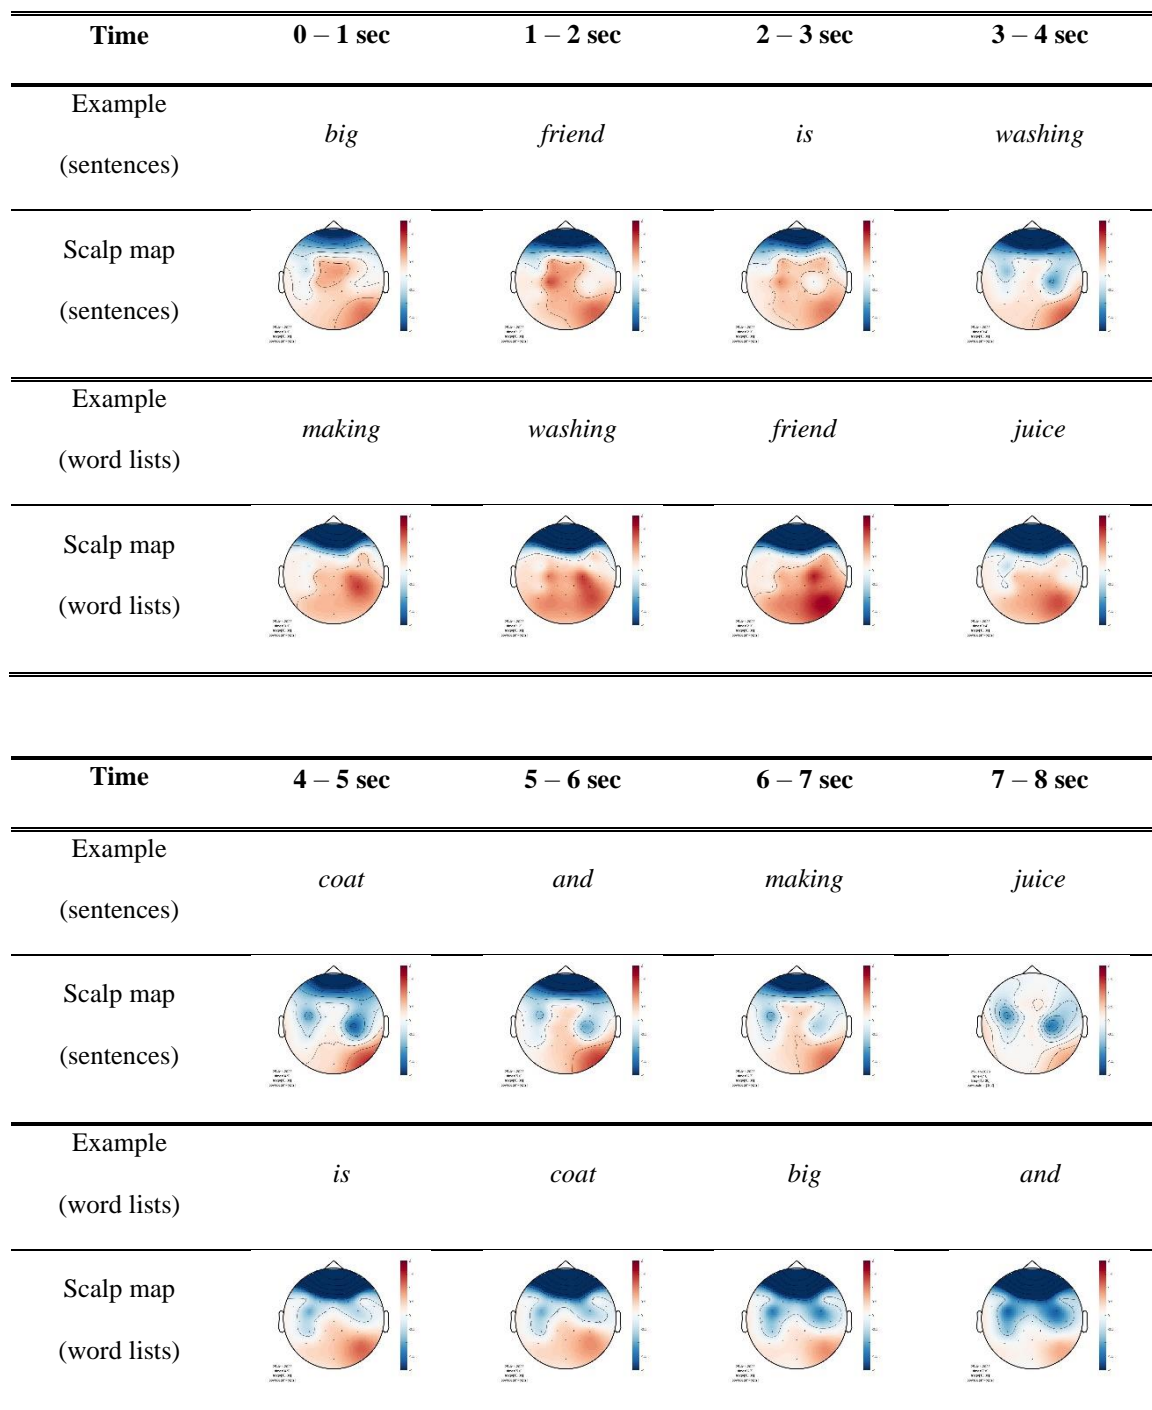 Time 0 – 1 sec 1 – 2 sec 2 – 3 sec 3 – 4 sec
Example
(sentences)
big friend is washing
Scalp map
(sentences)
Example
(word lists)
making washing friend juice
Scalp map
(word lists)
Time 4 – 5 sec 5 – 6 sec 6 – 7 sec 7 – 8 sec
Example
(sentences)
coat and making juice
Scalp map
(sentences)
Example
(word lists)
is coat big and
Scalp map
(word lists)